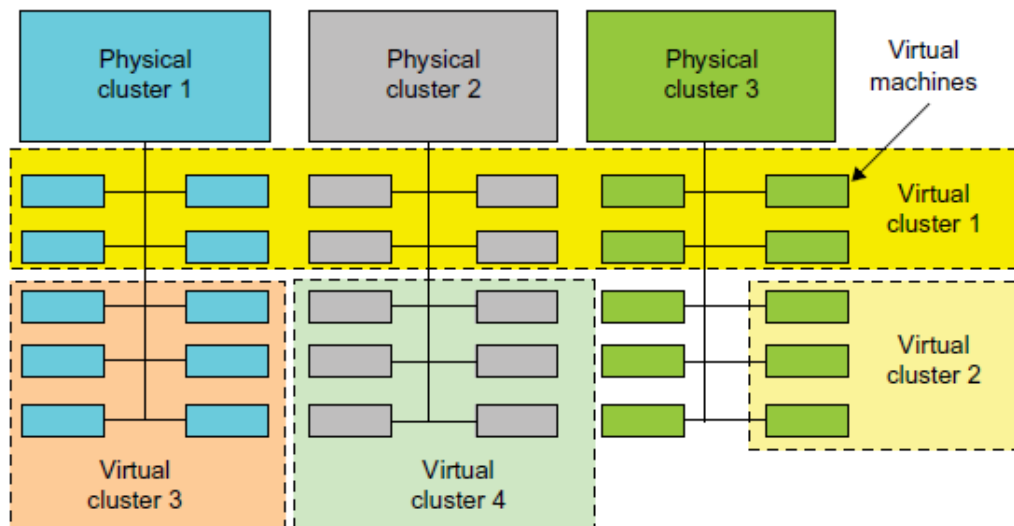 Physical
cluster 1
Physical
cluster 2
Physical
cluster 3
Virtual
machines
Virtual
cluster 1
Virtual
cluster 2
Virtual
cluster 3
Virtual
cluster 4